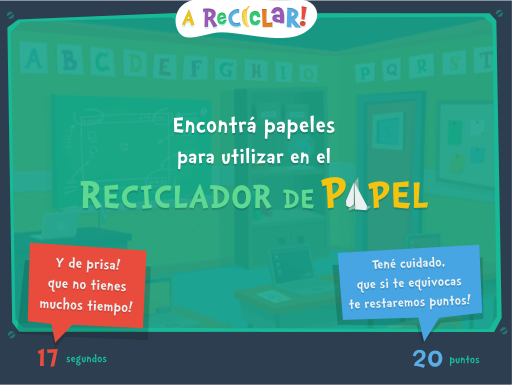 A RECICLAR!
A B C D E F G H I O P Q R S T
Encontrá papeles
para utilizar en el
RECICLADOR DE PAPEL
Y de prisa!
que no tienes
muchos tiempo!
Tené cuidado.
que si te equivocas
te restaremos puntos!
17 segundos
20 puntos